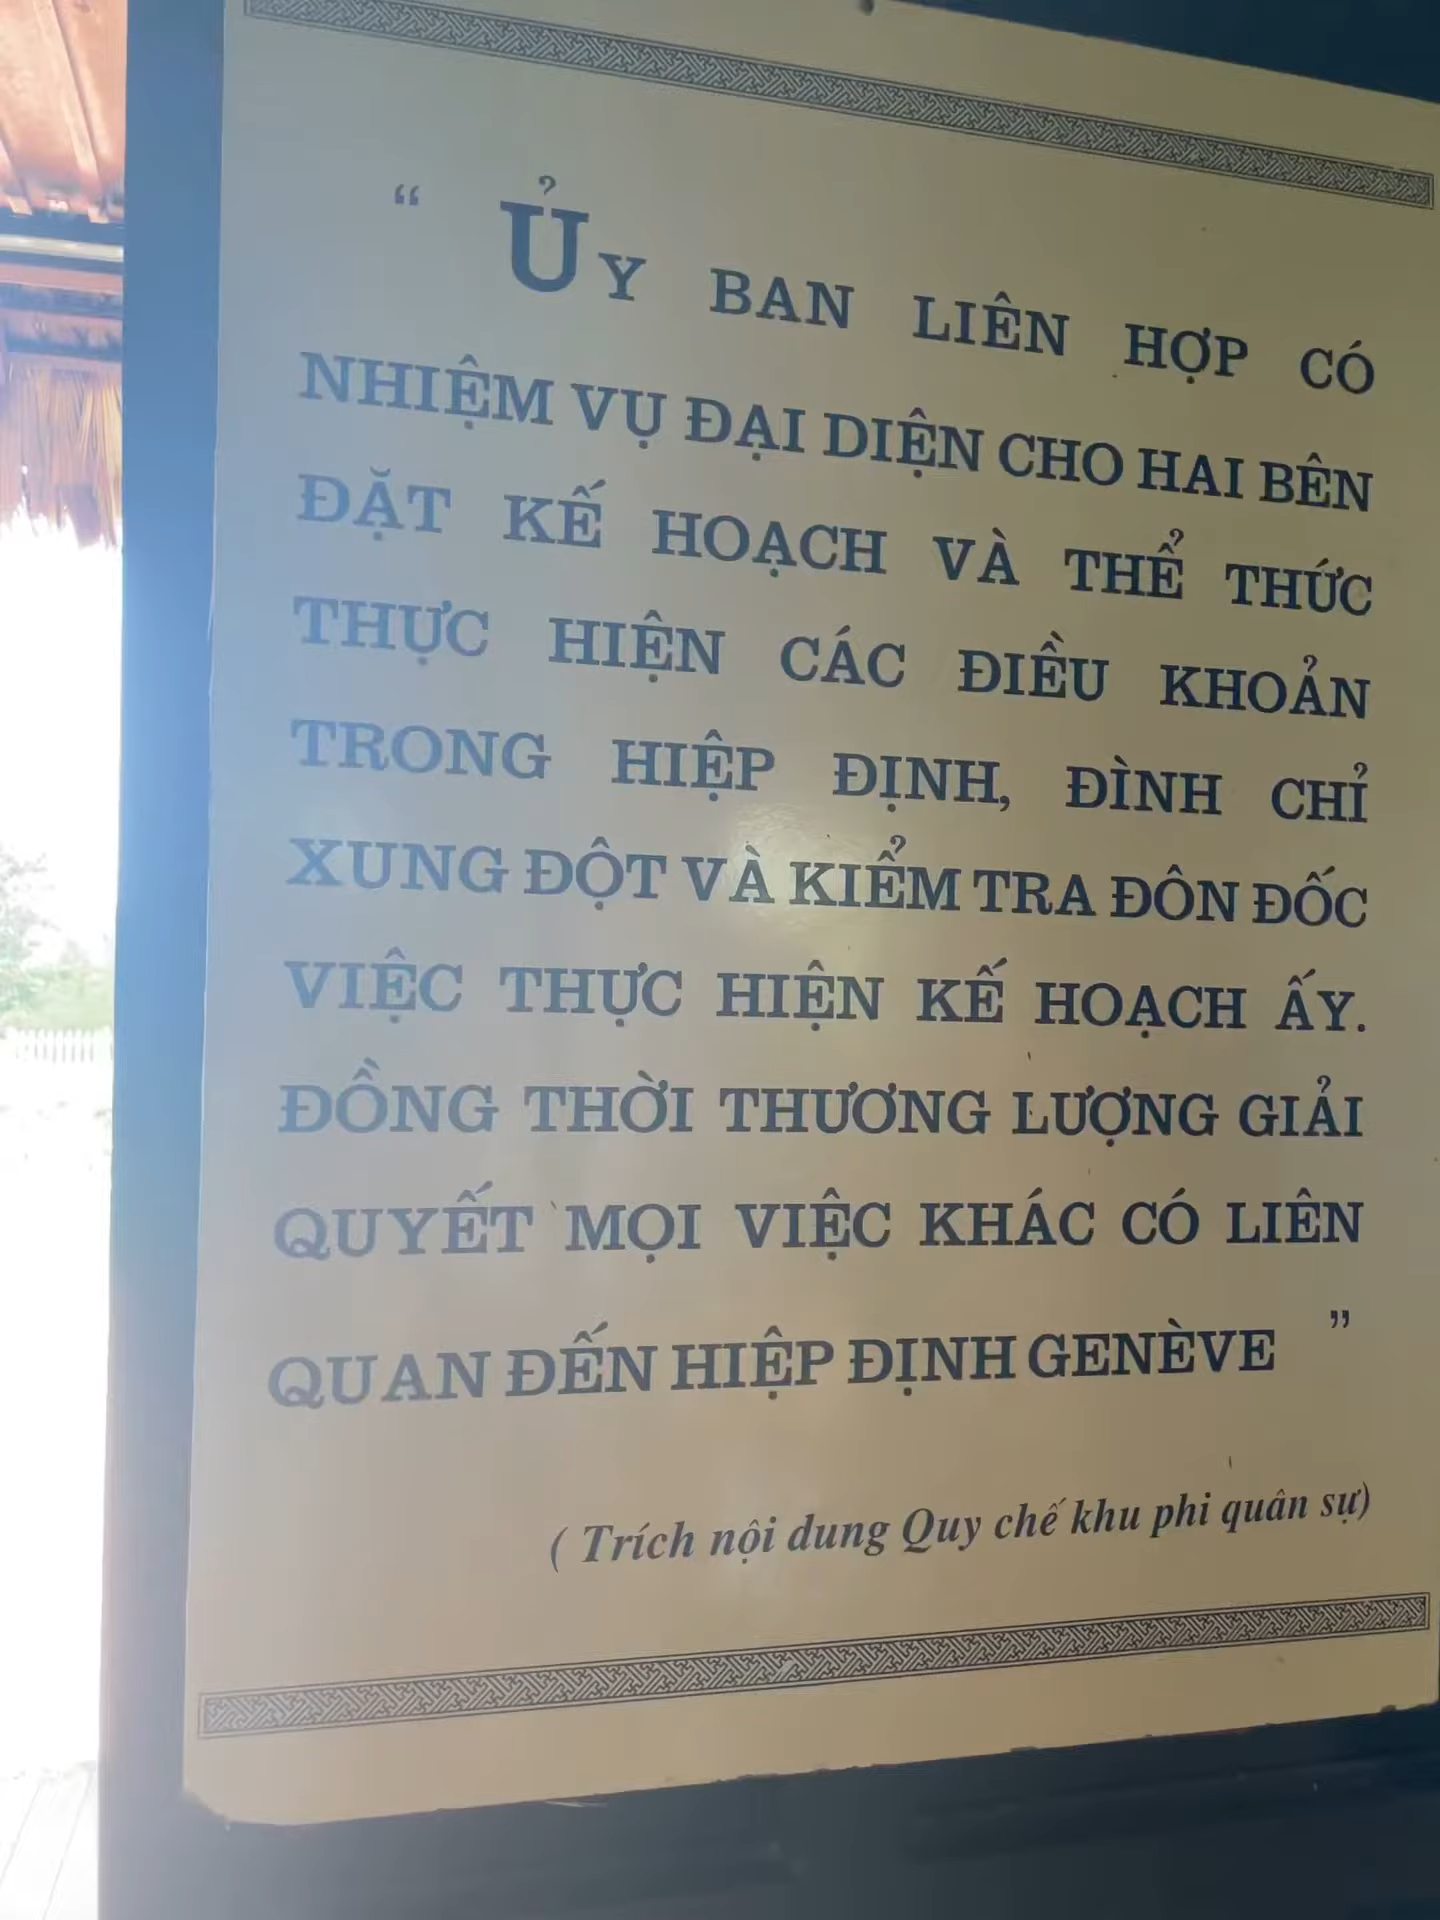 “ ỦY BAN LIÊN HỢP CÓ
NHIỆM VỤ ĐẠI DIỆN CHO HAI BÊN
ĐẶT KẾ HOẠCH VÀ THỂ THỨC
THỰC HIỆN CÁC ĐIỀU KHOẢN
TRONG HIỆP ĐỊNH, ĐÌNH CHỈ
XUNG ĐỘT VÀ KIỂM TRA ĐÔN ĐỐC
VIỆC THỰC HIỆN KẾ HOẠCH ẤY.
ĐỒNG THỜI THƯƠNG LƯỢNG GIẢI
QUYẾT MỌI VIỆC KHÁC CÓ LIÊN
QUAN ĐẾN HIỆP ĐỊNH GENÈVE ”
( Trích nội dung Quy chế khu phi quân sự)